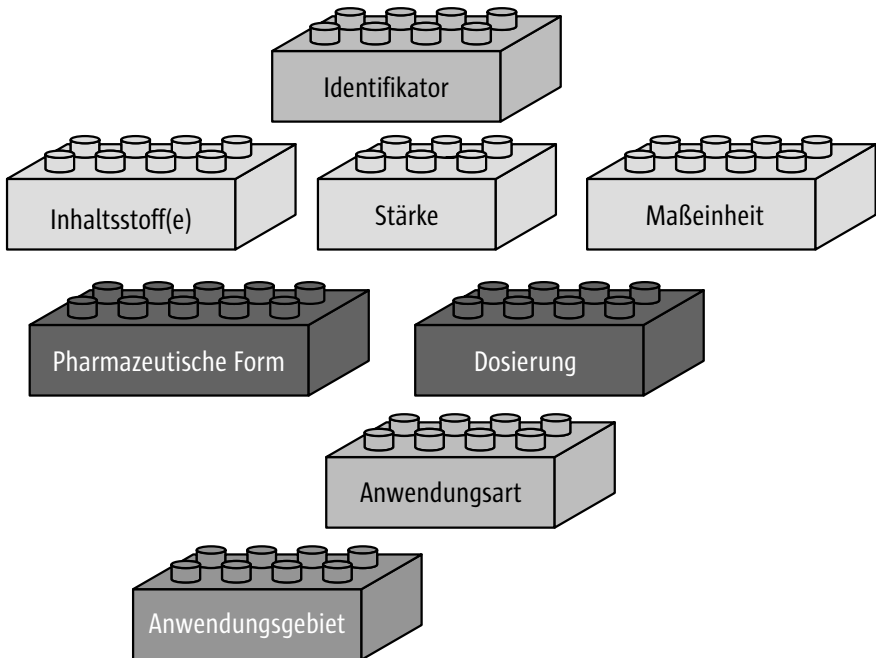 Identifikator
Inhaltsstoff(e)
Stärke
Maßeinheit
Pharmazeutische Form
Dosierung
Anwendungsart
Anwendungsgebiet